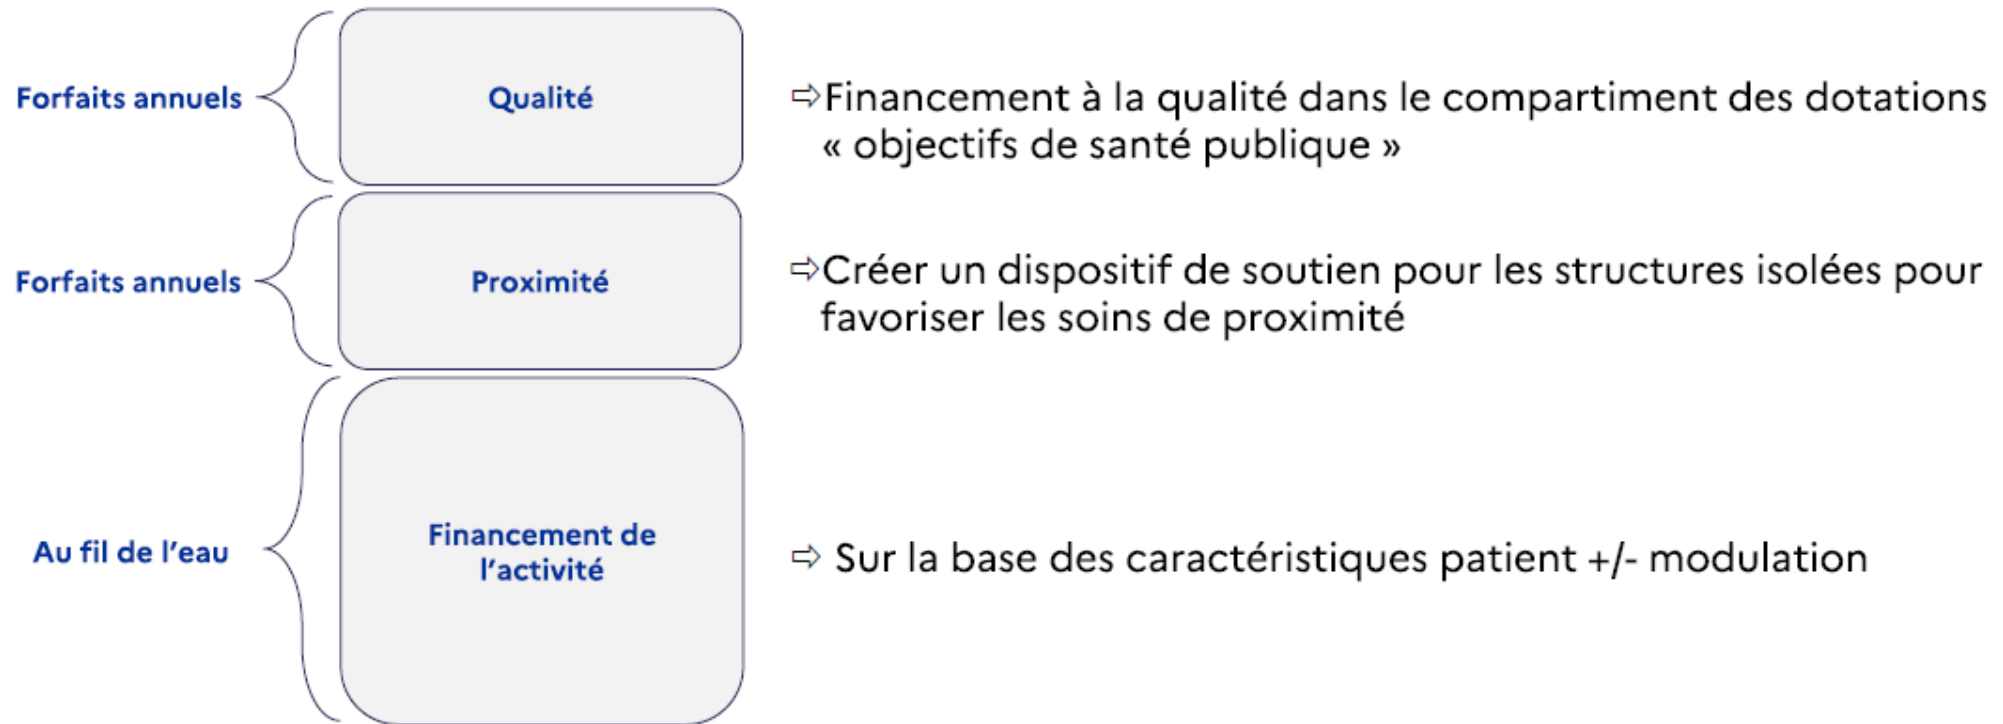 Forfaits annuels
Qualité
⇨Financement à la qualité dans le compartiment des dotations
« objectifs de santé publique »
Forfaits annuels
Proximité
⇨Créer un dispositif de soutien pour les structures isolées pour
favoriser les soins de proximité
Au fil de l'eau
Financement de
l'activité
⇨ Sur la base des caractéristiques patient +/- modulation